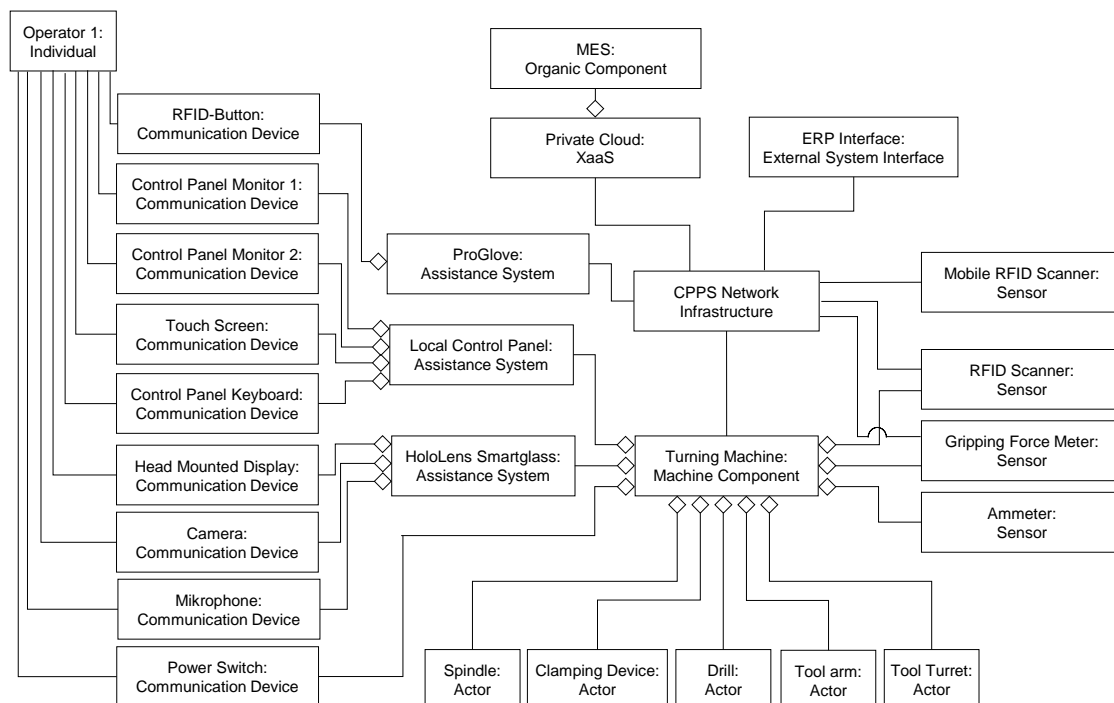 Operator 1:
Individual
MES:
Organic Component
RFID-Button:
Communication Device
Private Cloud:
XaaS
ERP Interface:
External System Interface
Control Panel Monitor 1:
Communication Device
Control Panel Monitor 2:
Communication Device
ProGlove:
Assistance System
CPPS Network
Infrastructure
Mobile RFID Scanner:
Sensor
Touch Screen:
Communication Device
Local Control Panel:
Assistance System
RFID Scanner:
Sensor
Control Panel Keyboard:
Communication Device
Head Mounted Display:
Communication Device
HoloLens Smartglass:
Assistance System
Turning Machine:
Machine Component
Gripping Force Meter:
Sensor
Camera:
Communication Device
Ammeter:
Sensor
Mikrophone:
Communication Device
Power Switch:
Communication Device
Spindle:
Actor
Clamping Device:
Actor
Drill:
Actor
Tool arm:
Actor
Tool Turret:
Actor